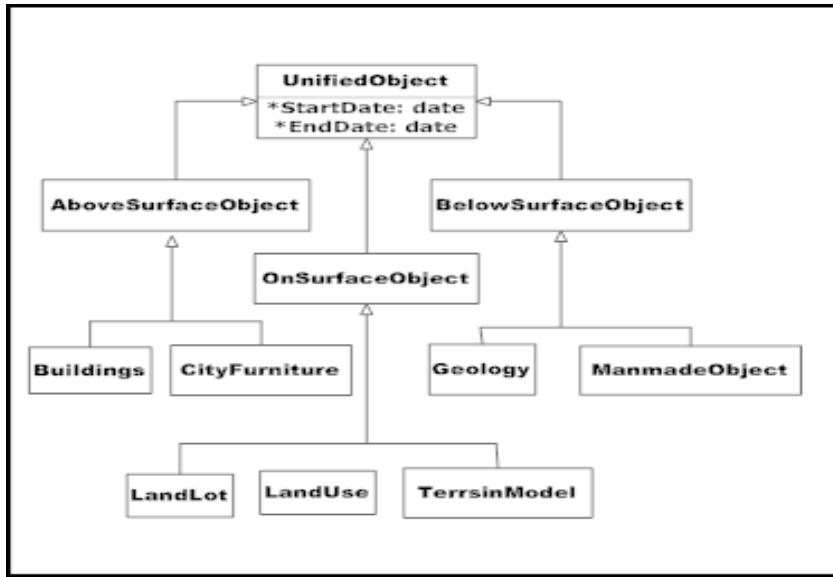 UnifiedObject
*StartDate: date
*EndDate: date
AboveSurfaceObject
BelowSurfaceObject
OnSurfaceObject
Buildings
CityFurniture
Geology
ManmadeObject
LandLot
LandUse
TerrsinModel